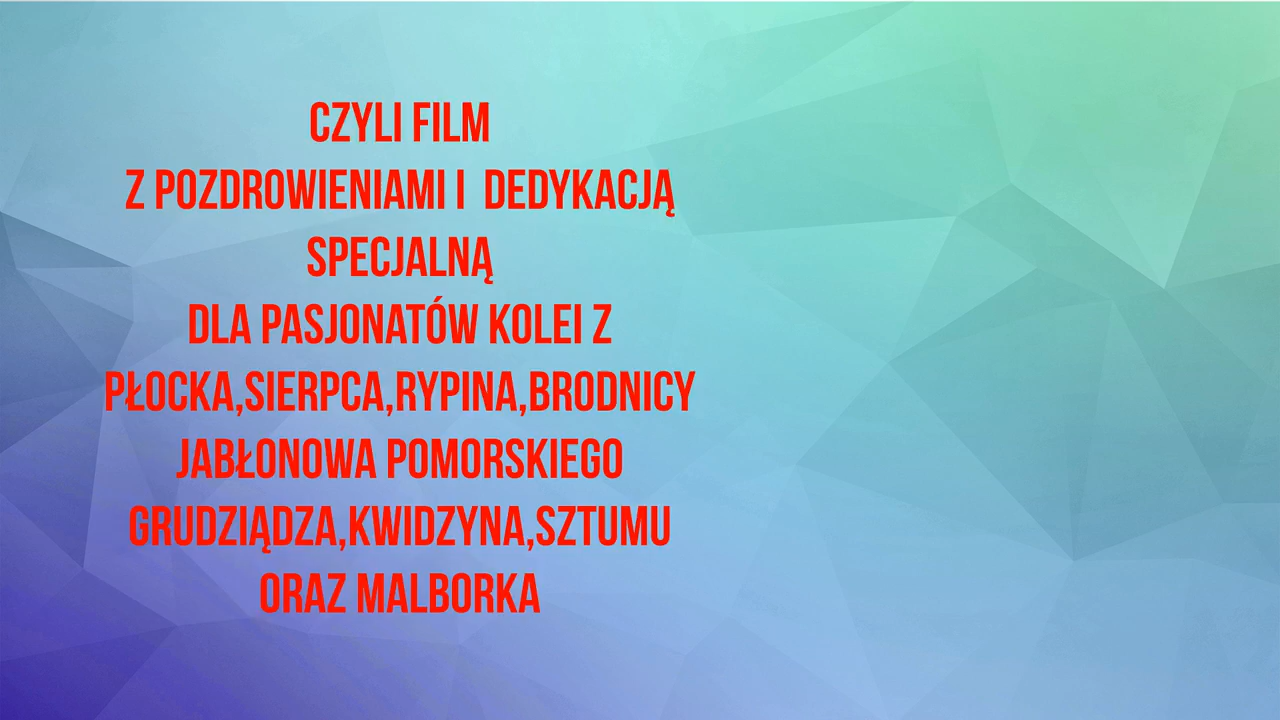 CZYLI FILM
Z POZDROWIENIAMI I DEDYKACJĄ
SPECJALNĄ
DLA PASJONATÓW KOLEI Z
PŁOCKA,SIERPCA,RYPINA,BRODNICY
JABŁONOWA POMORSKIEGO
GRUDZIĄDZA,KWIDZYNA,SZTUMU
ORAZ MALBORKA